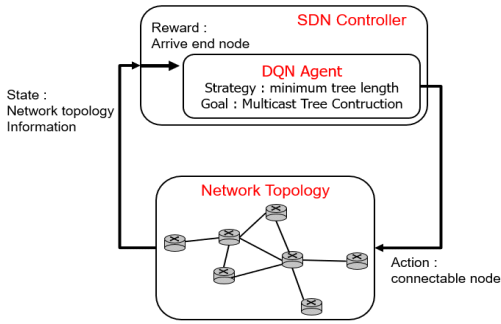 SDN Controller
Reward :
Arrive end node
DQN Agent
Strategy : minimum tree length
Goal : Multicast Tree Contruction
State :
Network topology
Information
Network Topology
Action :
connectable node